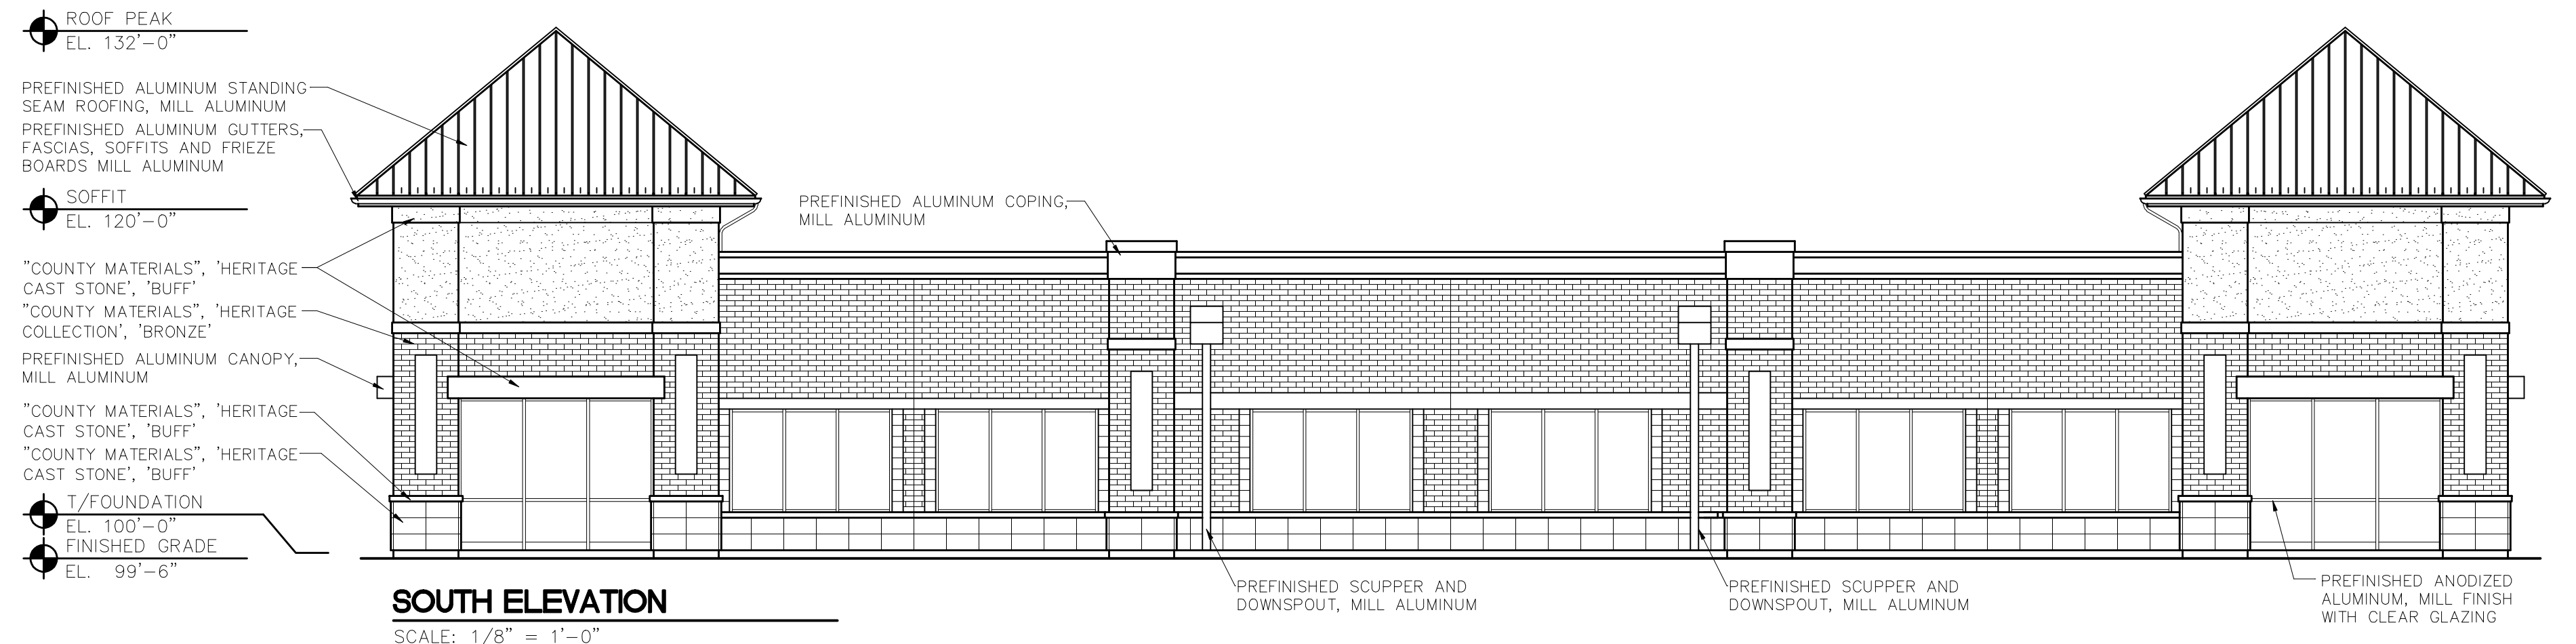 ROOF PEAK
EL. 132'-0"
PREFINISHED ALUMINUM STANDING
SEAM ROOFING, MILL ALUMINUM
PREFINISHED ALUMINUM GUTTERS,
FASCIAS, SOFFITS AND FRIEZE
BOARDS MILL ALUMINUM
SOFFIT
EL. 120'-0"
"COUNTY MATERIALS", 'HERITAGE
CAST STONE', 'BUFF'
"COUNTY MATERIALS", 'HERITAGE
COLLECTION', 'BRONZE'
PREFINISHED ALUMINUM CANOPY,
MILL ALUMINUM
"COUNTY MATERIALS", 'HERITAGE
CAST STONE', 'BUFF'
"COUNTY MATERIALS", 'HERITAGE
CAST STONE', 'BUFF'
T/FOUNDATION
EL. 100'-0"
FINISHED GRADE
EL. 99'-6"
PREFINISHED ALUMINUM COPING,
MILL ALUMINUM
PREFINISHED SCUPPER AND
DOWNSPOUT, MILL ALUMINUM
PREFINISHED SCUPPER AND
DOWNSPOUT, MILL ALUMINUM
PREFINISHED ANODIZED
ALUMINUM, MILL FINISH
WITH CLEAR GLAZING
SOUTH ELEVATION
SCALE: 1/8" = 1'-0"